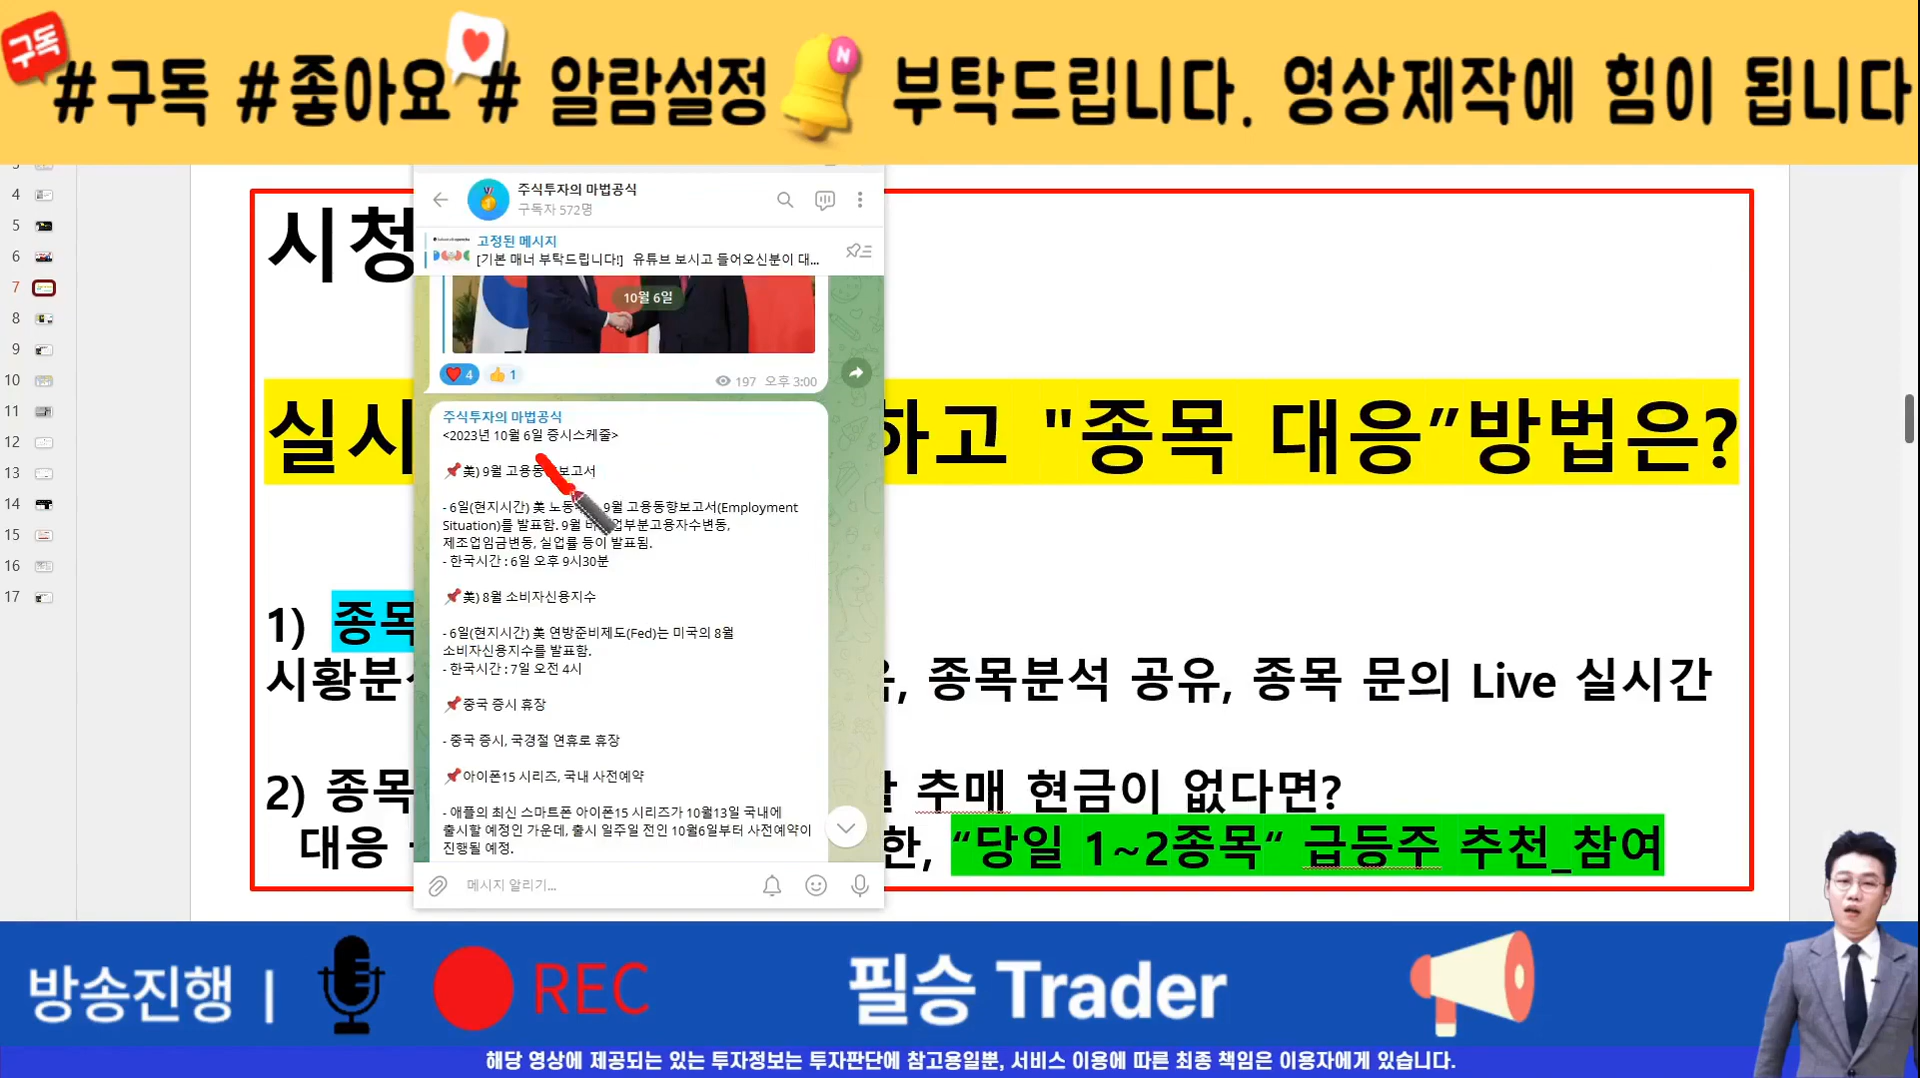 구독
#구독 #좋아요 # 알람설정 부탁드립니다. 영상제작에 힘이 됩니다
N
4
5
6
7
8
9
10
11
12
13
14
15
16
17
주식투자의 마법공식
구독자 572명
고정된 메시지
[기본 매너 부탁드립니다!] 유튜브 보시고 들어오신분이 대...
10월 6일
4 1
197 오후 3:00
주식투자의 마법공식
<2023년 10월 6일 증시스케줄>
美) 9월 고용동 보고서
- 6일(현지시간) 美 9월 고용동향보고서(Employment
Situation)를 발표함. 9월 업부분고용자수변동,
제조업임금변동, 실업률 등이 발표됨.
- 한국시간 : 6일 오후 9시30분
美) 8월 소비자신용지수
- 6일(현지시간) 美 연방준비제도(Fed)는 미국의 8월
소비자신용지수를 발표함.
- 한국시간 : 7일 오전 4시
중국 증시 휴장
- 중국 증시, 국경절 연휴로 휴장
아이폰15 시리즈, 국내 사전예약
- 애플의 최신 스마트폰 아이폰15 시리즈가 10월13일 국내에
출시할 예정인 가운데, 출시 일주일 전인 10월6일부터 사전예약이
진행될 예정.
메시지 알리기...
시청
실시 하고 "종목 대응”방법은?
1) 종목
시황분 , 종목분석 공유, 종목 문의 Live 실시간
2) 종목 추매 현금이 없다면?
대응 한, “당일 1~2종목“ 급등주 추천_참여
방송진행 | REC 필승 Trader
해당 영상에 제공되는 있는 투자정보는 투자판단에 참고용일뿐, 서비스 이용에 따른 최종 책임은 이용자에게 있습니다.